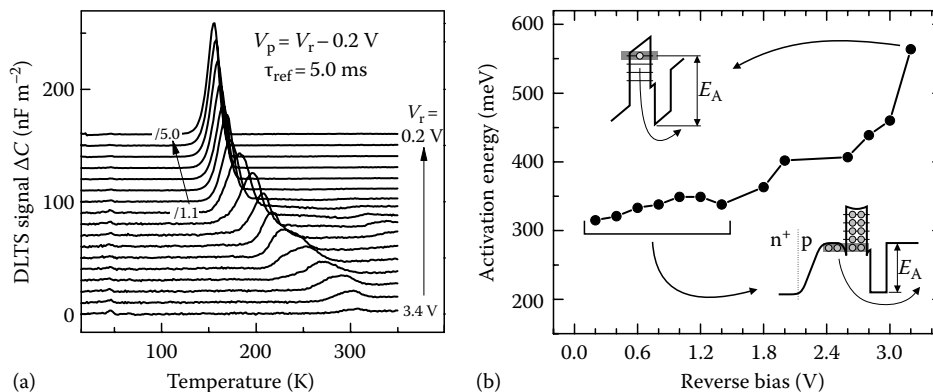 V_p = V_r – 0.2 V
τ_ref = 5.0 ms
V_r =
0.2 V
3.4 V
/5.0
/1.1
200
100
0
DLTS signal ΔC (nF m⁻²)
100
200
300
Temperature (K)
(a)
600
500
400
300
200
Activation energy (meV)
E_A
n⁺
p
E_A
0.0
0.6
1.2
1.8
2.4
3.0
Reverse bias (V)
(b)